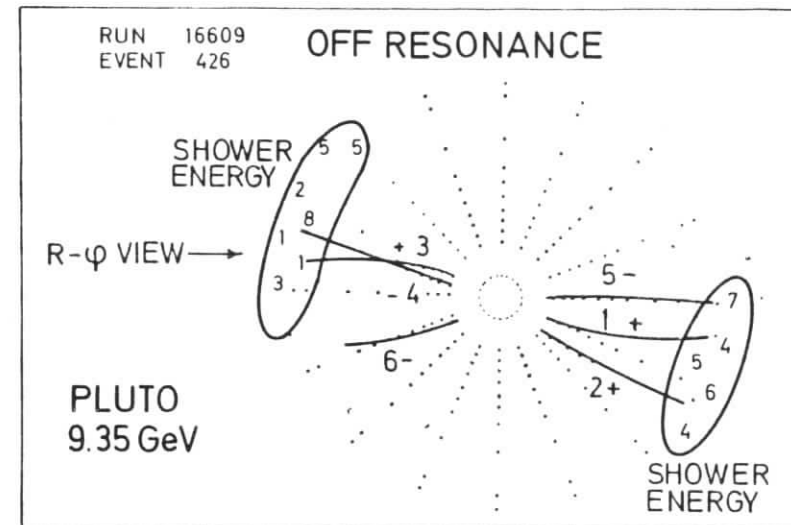 RUN 16609
EVENT 426
OFF RESONANCE
SHOWER
ENERGY
5 5
2
8
1
1
3
R-φ VIEW
+ 3
- 4
6-
5-
1 +
2+
7
4
5
6
4
PLUTO
9.35 GeV
SHOWER
ENERGY